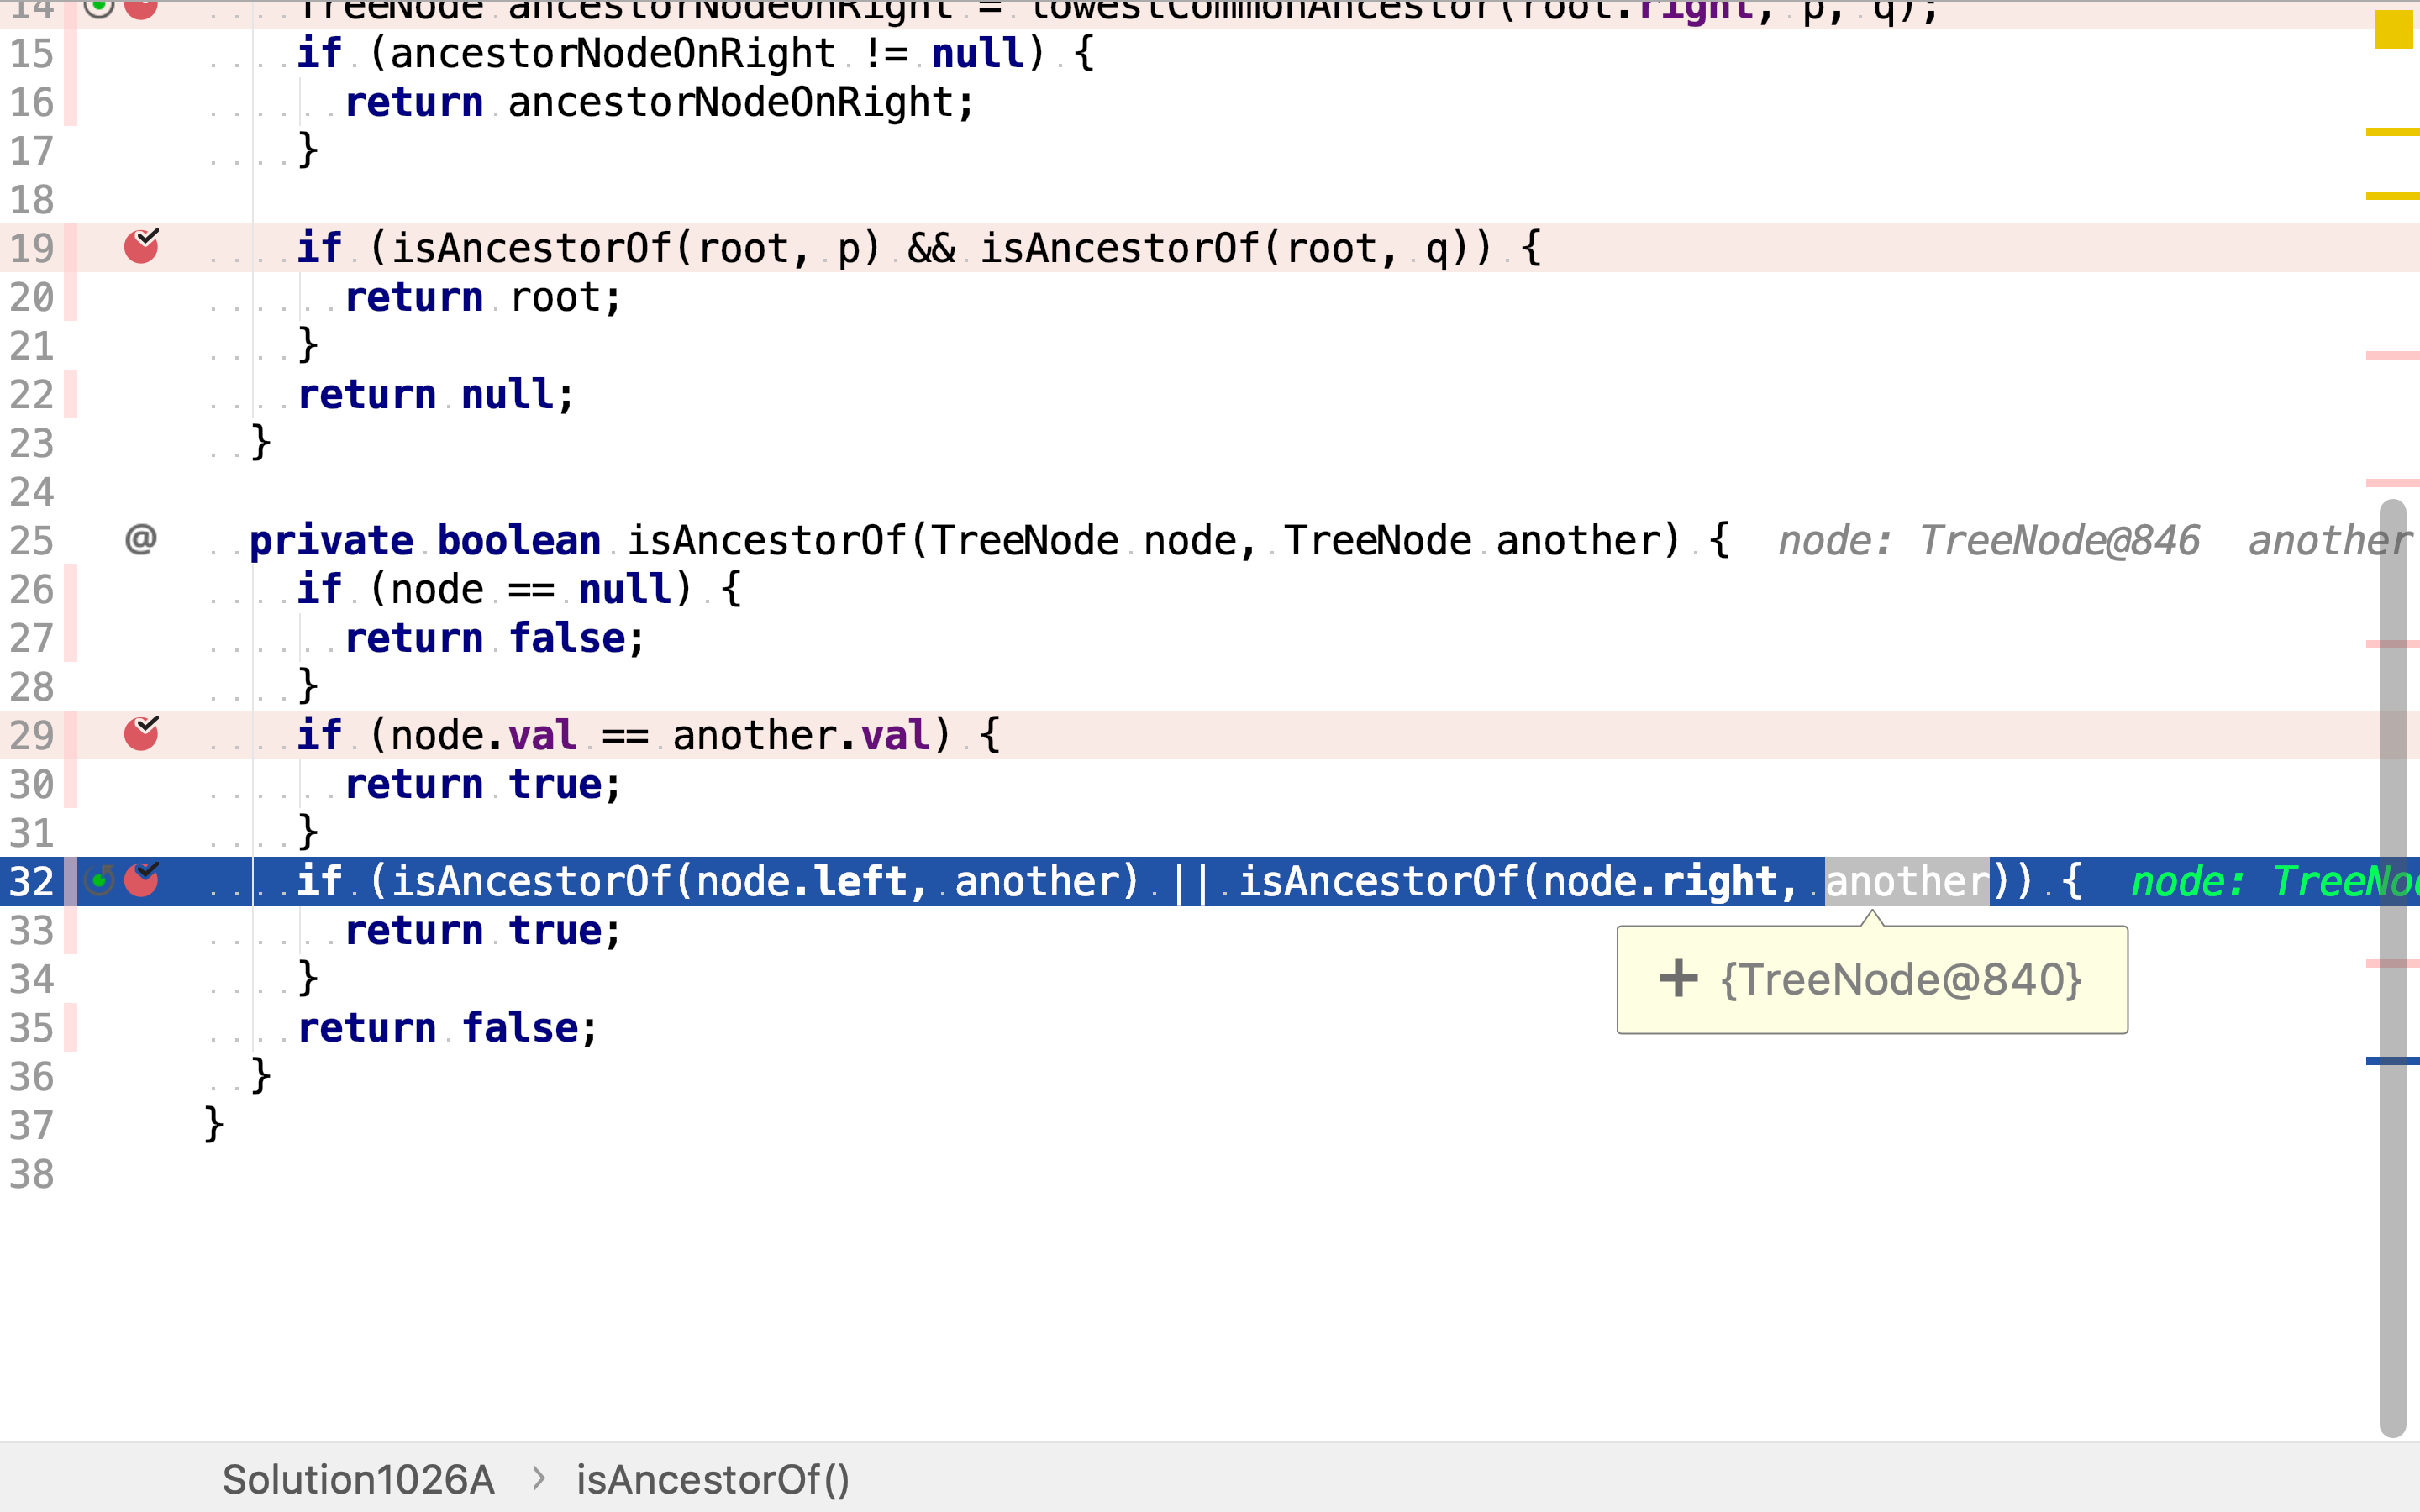 14 TreeNode ancestorNodeOnRight = lowestCommonAncestor(root.right, p, q);
15 if (ancestorNodeOnRight != null) {
16 return ancestorNodeOnRight;
17 }
18
19 if (isAncestorOf(root, p) && isAncestorOf(root, q)) {
20 return root;
21 }
22 return null;
23 }
24
25 @ private boolean isAncestorOf(TreeNode node, TreeNode another) { node: TreeNode@846 another
26 if (node == null) {
27 return false;
28 }
29 if (node.val == another.val) {
30 return true;
31 }
32 if (isAncestorOf(node.left, another) || isAncestorOf(node.right, another)) { node: TreeNo
33 return true;
34 }
+ {TreeNode@840}
35 return false;
36 }
37 }
38
Solution1026A > isAncestorOf()